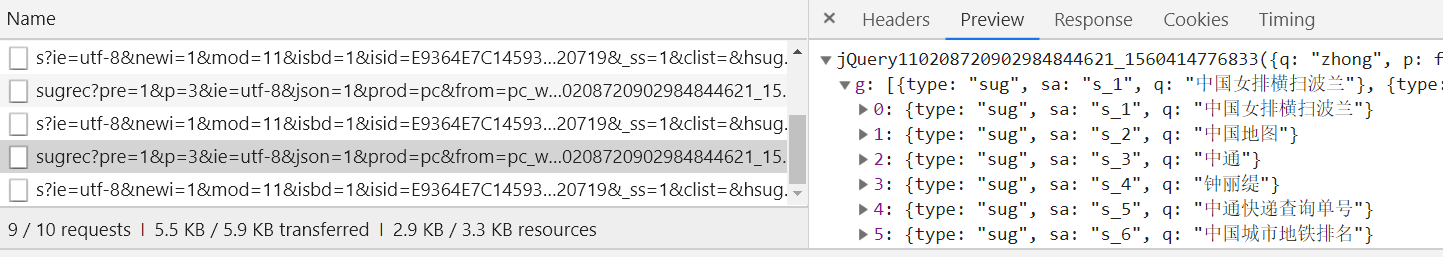 Name
s?ie=utf-8&newi=1&mod=11&isbd=1&isid=E9364E7C14593...20719&_ss=1&clist=&hsug.
sugrec?pre=1&p=3&ie=utf-8&json=1&prod=pc&from=pc_w...0208720902984844621_15.
s?ie=utf-8&newi=1&mod=11&isbd=1&isid=E9364E7C14593...20719&_ss=1&clist=&hsug.
sugrec?pre=1&p=3&ie=utf-8&json=1&prod=pc&from=pc_w...0208720902984844621_15.
s?ie=utf-8&newi=1&mod=11&isbd=1&isid=E9364E7C14593...20719&_ss=1&clist=&hsug.
9 / 10 requests | 5.5 KB / 5.9 KB transferred | 2.9 KB / 3.3 KB resources
× Headers Preview Response Cookies Timing
▼jQuery110208720902984844621_1560414776833({q: "zhong", p: f
▼g: [{type: "sug", sa: "s_1", q: "中国女排横扫波兰"}, {type:
▶0: {type: "sug", sa: "s_1", q: "中国女排横扫波兰"}
▶1: {type: "sug", sa: "s_2", q: "中国地图"}
▶2: {type: "sug", sa: "s_3", q: "中通"}
▶3: {type: "sug", sa: "s_4", q: "钟丽缇"}
▶4: {type: "sug", sa: "s_5", q: "中通快递查询单号"}
▶5: {type: "sug", sa: "s_6", q: "中国城市地铁排名"}